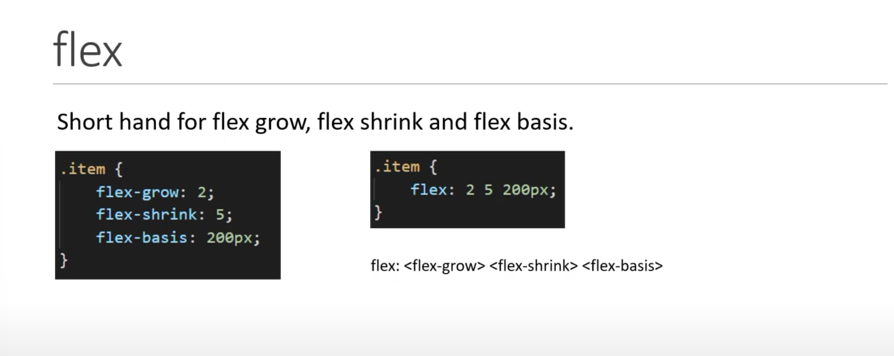 flex
Short hand for flex grow, flex shrink and flex basis.
.item {
    flex-grow: 2;
    flex-shrink: 5;
    flex-basis: 200px;
}
.item {
    flex: 2 5 200px;
}
flex: <flex-grow> <flex-shrink> <flex-basis>